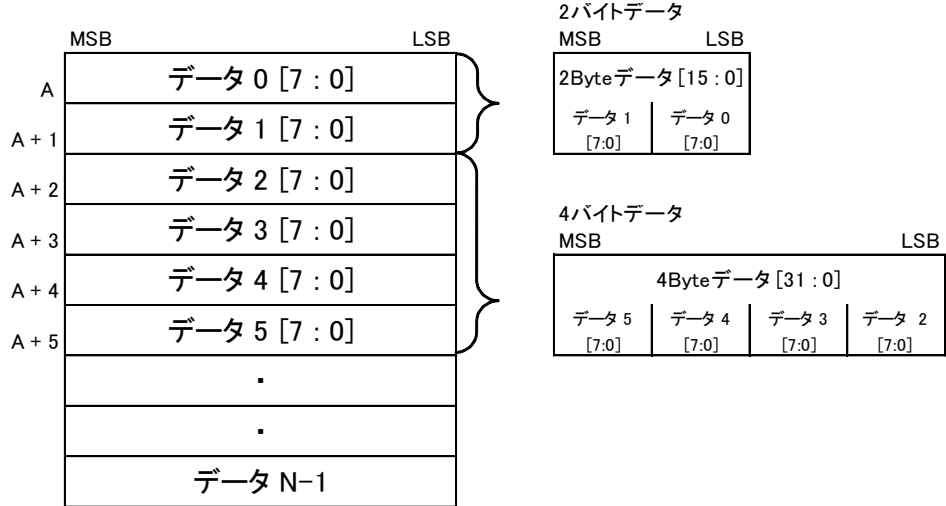 MSB LSB
A データ 0 [7 : 0]
A + 1 データ 1 [7 : 0]
A + 2 データ 2 [7 : 0]
A + 3 データ 3 [7 : 0]
A + 4 データ 4 [7 : 0]
A + 5 データ 5 [7 : 0]
・
・
データ N-1
2バイトデータ
MSB LSB
2Byteデータ[15 : 0]
データ 1 データ 0
[7:0] [7:0]
4バイトデータ
MSB LSB
4Byteデータ[31 : 0]
データ 5 データ 4 データ 3 データ 2
[7:0] [7:0] [7:0] [7:0]